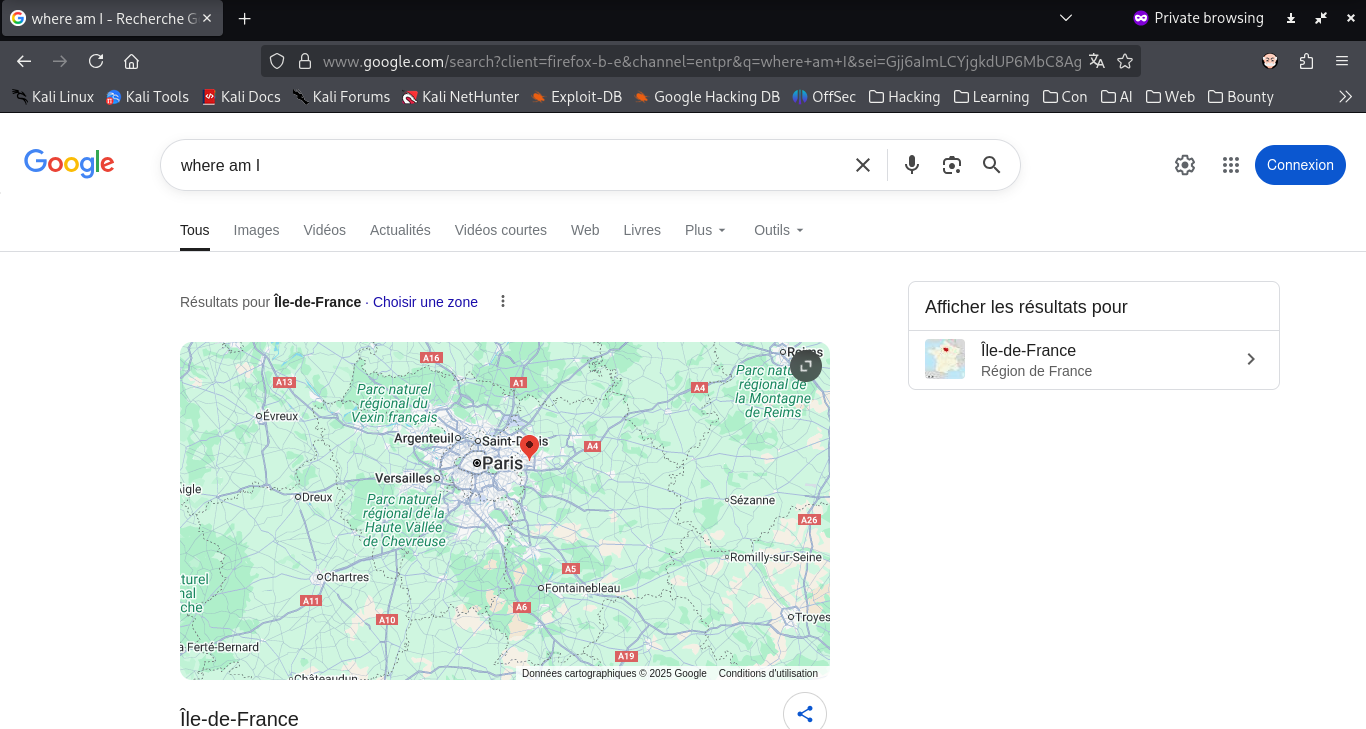 where am I - Recherche G
Private browsing
www.google.com/search?client=firefox-b-e&channel=entpr&q=where+am+I&sei=Gjj6aImLCYjgkdUP6MbC8Ag
Kali Linux Kali Tools Kali Docs Kali Forums Kali NetHunter Exploit-DB Google Hacking DB OffSec Hacking Learning Con AI Web Bounty
Google
where am I
Connexion
Tous Images Vidéos Actualités Vidéos courtes Web Livres Plus Outils
Résultats pour Île-de-France · Choisir une zone
Afficher les résultats pour
Île-de-France
Région de France
A16
Reims
A13
A1
A4
Parc naturel
régional du
Vexin français
Parc naturel
régional de
la Montagne
de Reims
Évreux
Argenteuil
Saint-Denis
A4
Paris
Versailles
aigle
Dreux
Parc naturel
régional de la
Haute Vallée
de Chevreuse
Sézanne
A26
Romilly-sur-Seine
A5
Chartres
turel
nal
che
Fontainebleau
A11
A6
A10
Troyes
a Ferté-Bernard
A19
Châteaudun
Données cartographiques © 2025 Google Conditions d'utilisation
Île-de-France